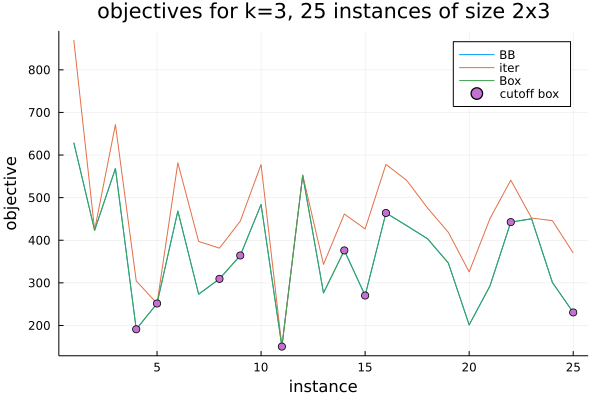 objectives for k=3, 25 instances of size 2x3
BB
iter
Box
cutoff box
objective
800
700
600
500
400
300
200
5
10
15
20
25
instance